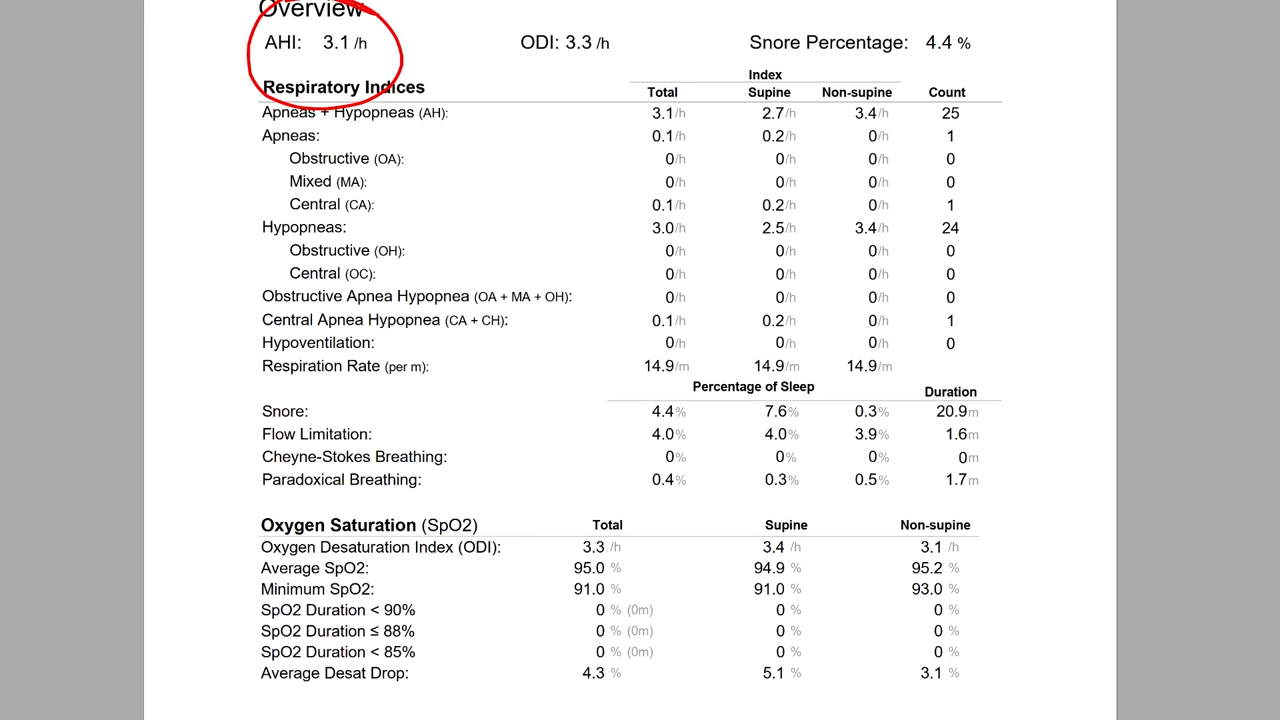 Overview
AHI: 3.1 /h ODI: 3.3 /h Snore Percentage: 4.4 %
Index
Respiratory Indices Total Supine Non-supine Count
Apneas + Hypopneas (AH): 3.1/h 2.7/h 3.4/h 25
Apneas: 0.1/h 0.2/h 0/h 1
Obstructive (OA): 0/h 0/h 0/h 0
Mixed (MA): 0/h 0/h 0/h 0
Central (CA): 0.1/h 0.2/h 0/h 1
Hypopneas: 3.0/h 2.5/h 3.4/h 24
Obstructive (OH): 0/h 0/h 0/h 0
Central (OC): 0/h 0/h 0/h 0
Obstructive Apnea Hypopnea (OA + MA + OH): 0/h 0/h 0/h 0
Central Apnea Hypopnea (CA + CH): 0.1/h 0.2/h 0/h 1
Hypoventilation: 0/h 0/h 0/h 0
Respiration Rate (per m): 14.9/m 14.9/m 14.9/m
Percentage of Sleep Duration
Snore: 4.4% 7.6% 0.3% 20.9m
Flow Limitation: 4.0% 4.0% 3.9% 1.6m
Cheyne-Stokes Breathing: 0% 0% 0% 0m
Paradoxical Breathing: 0.4% 0.3% 0.5% 1.7m
Oxygen Saturation (SpO2) Total Supine Non-supine
Oxygen Desaturation Index (ODI): 3.3 /h 3.4 /h 3.1 /h
Average SpO2: 95.0 % 94.9 % 95.2 %
Minimum SpO2: 91.0 % 91.0 % 93.0 %
SpO2 Duration < 90% 0 % (0m) 0 % 0 %
SpO2 Duration ≤ 88% 0 % (0m) 0 % 0 %
SpO2 Duration < 85% 0 % (0m) 0 % 0 %
Average Desat Drop: 4.3 % 5.1 % 3.1 %